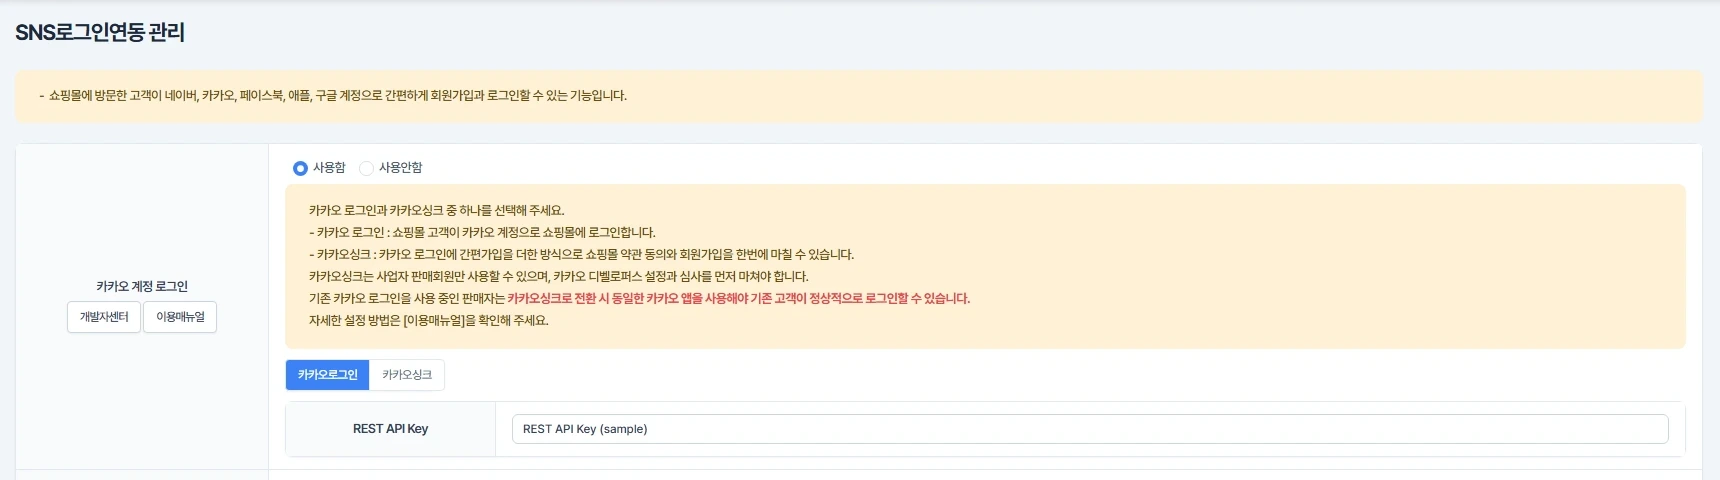 SNS로그인연동 관리
- 쇼핑몰에 방문한 고객이 네이버, 카카오, 페이스북, 애플, 구글 계정으로 간편하게 회원가입과 로그인할 수 있는 기능입니다.
카카오 계정 로그인
개발자센터 이용매뉴얼
사용함 사용안함
카카오 로그인과 카카오싱크 중 하나를 선택해 주세요.
- 카카오 로그인 : 쇼핑몰 고객이 카카오 계정으로 쇼핑몰에 로그인합니다.
- 카카오싱크 : 카카오 로그인에 간편가입을 더한 방식으로 쇼핑몰 약관 동의와 회원가입을 한번에 마칠 수 있습니다.
카카오싱크는 사업자 판매회원만 사용할 수 있으며, 카카오 디벨로퍼스 설정과 심사를 먼저 마쳐야 합니다.
기존 카카오 로그인을 사용 중인 판매자는 카카오싱크로 전환 시 동일한 카카오 앱을 사용해야 기존 고객이 정상적으로 로그인할 수 있습니다.
자세한 설정 방법은 [이용매뉴얼]을 확인해 주세요.
카카오로그인 카카오싱크
REST API Key REST API Key (sample)